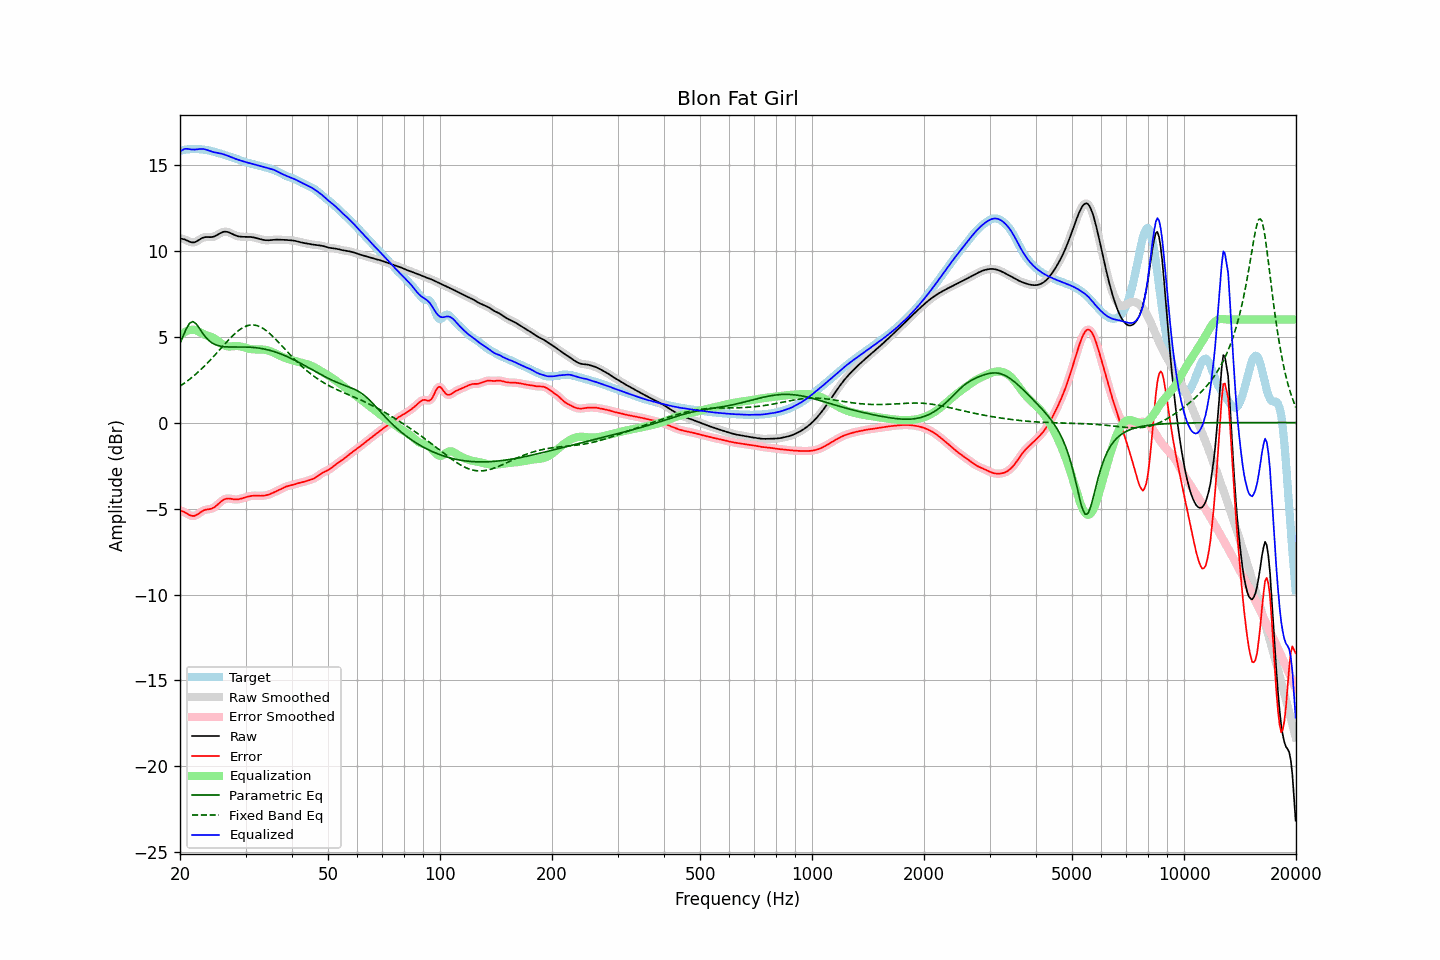 Blon Fat Girl
Amplitude (dBr)
15
10
5
0
−5
−10
−15
−20
−25
Target
Raw Smoothed
Error Smoothed
Raw
Error
Equalization
Parametric Eq
Fixed Band Eq
Equalized
20 50 100 200 500 1000 2000 5000 10000 20000
Frequency (Hz)